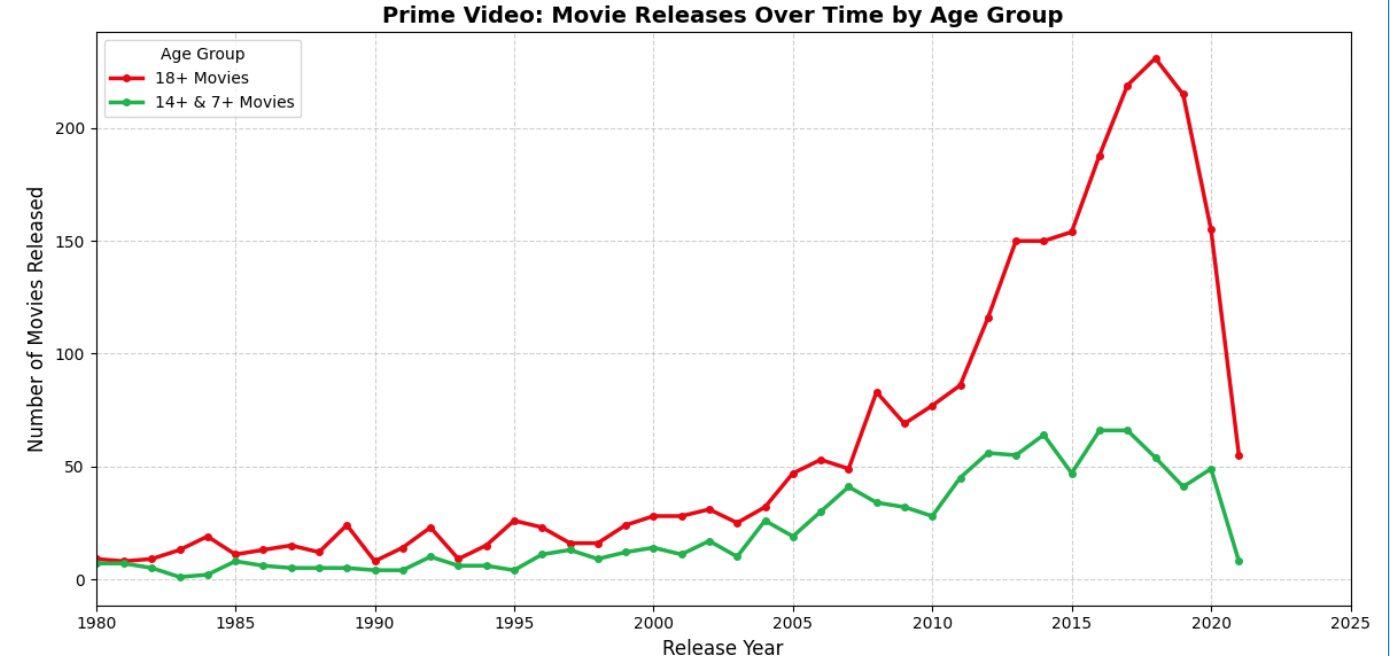 Prime Video: Movie Releases Over Time by Age Group
Age Group
18+ Movies
14+ & 7+ Movies
Number of Movies Released
200
150
100
50
0
1980 1985 1990 1995 2000 2005 2010 2015 2020 2025
Release Year